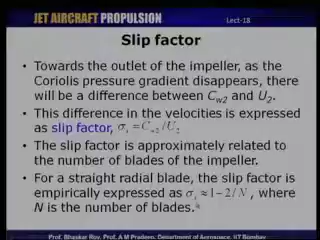 JET AIRCRAFT PROPULSION
Lect-18
Slip factor
• Towards the outlet of the impeller, as the
Coriolis pressure gradient disappears, there
will be a difference between Cw2 and U2.
• This difference in the velocities is expressed
as slip factor, σs = Cw2 / U2
• The slip factor is approximately related to
the number of blades of the impeller.
• For a straight radial blade, the slip factor is
empirically expressed as σs ≈ 1 − 2 / N , where
N is the number of blades.
Prof. Bhaskar Roy, Prof. A M Pradeep, Department of Aerospace, IIT Bombay